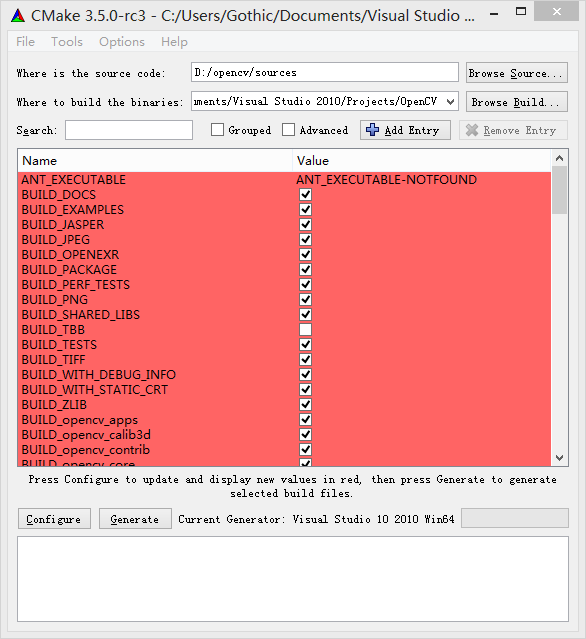 CMake 3.5.0-rc3 - C:/Users/Gothic/Documents/Visual Studio ...
File Tools Options Help
Where is the source code: D:/opencv/sources Browse Source...
Where to build the binaries: uments/Visual Studio 2010/Projects/OpenCV Browse Build...
Search: Grouped Advanced Add Entry Remove Entry
Name Value
ANT_EXECUTABLE ANT_EXECUTABLE-NOTFOUND
BUILD_DOCS
BUILD_EXAMPLES
BUILD_JASPER
BUILD_JPEG
BUILD_OPENEXR
BUILD_PACKAGE
BUILD_PERF_TESTS
BUILD_PNG
BUILD_SHARED_LIBS
BUILD_TBB
BUILD_TESTS
BUILD_TIFF
BUILD_WITH_DEBUG_INFO
BUILD_WITH_STATIC_CRT
BUILD_ZLIB
BUILD_opencv_apps
BUILD_opencv_calib3d
BUILD_opencv_contrib
BUILD_opencv_core
Press Configure to update and display new values in red, then press Generate to generate
selected build files.
Configure Generate Current Generator: Visual Studio 10 2010 Win64